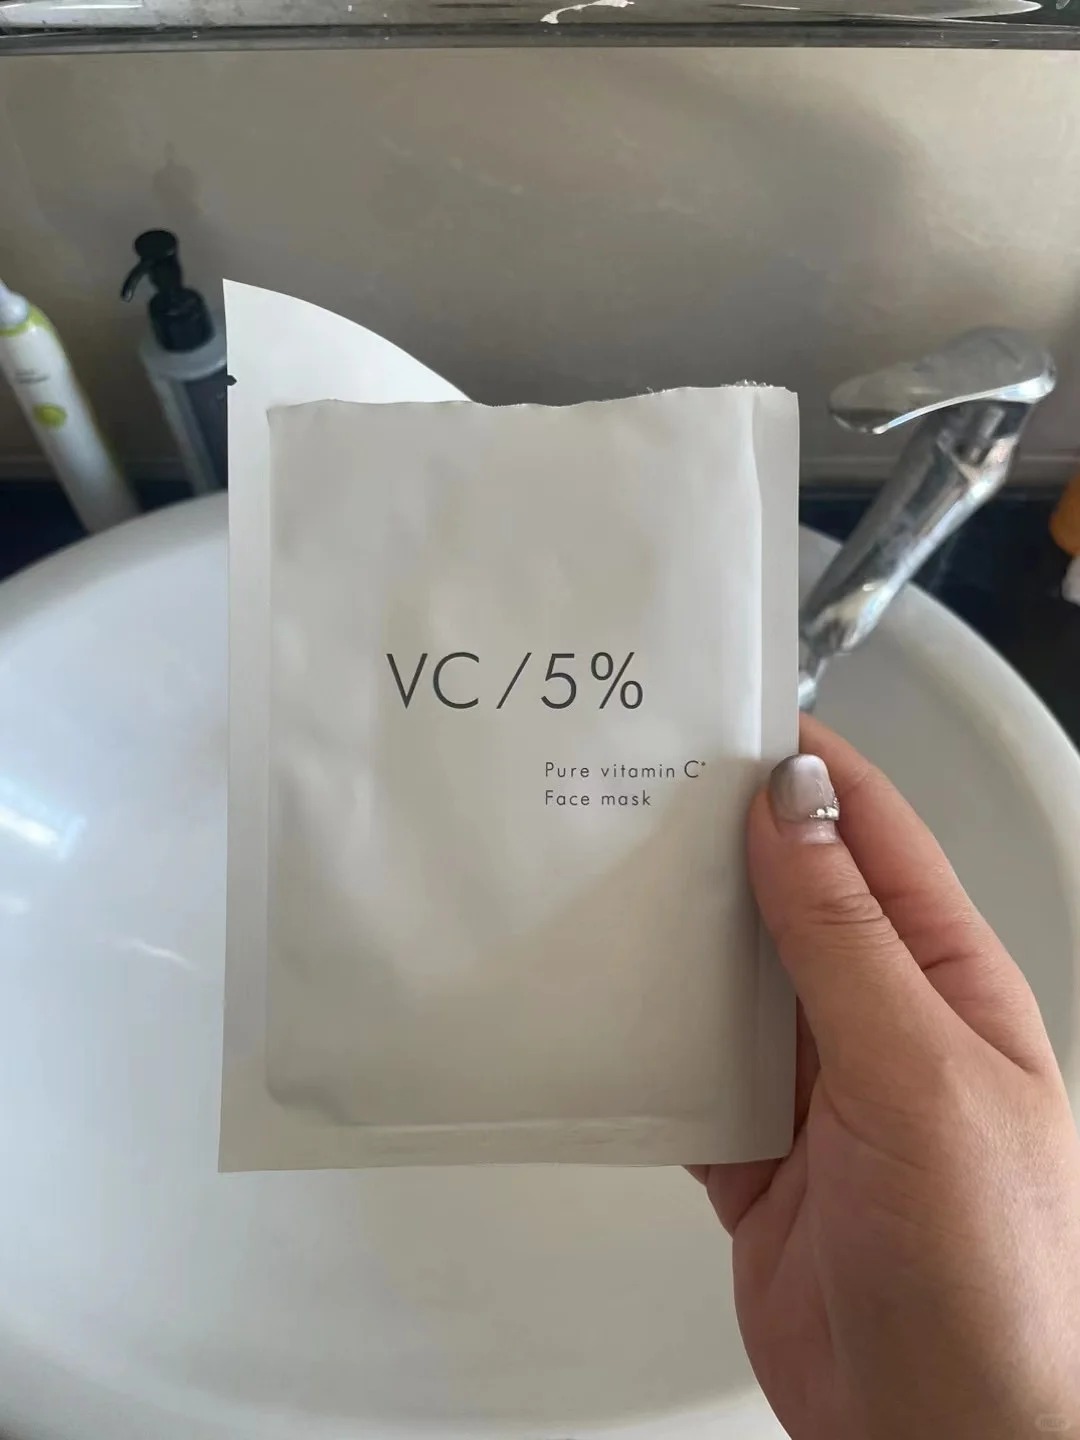 VC/5%
Pure vitamin C*
Face mask